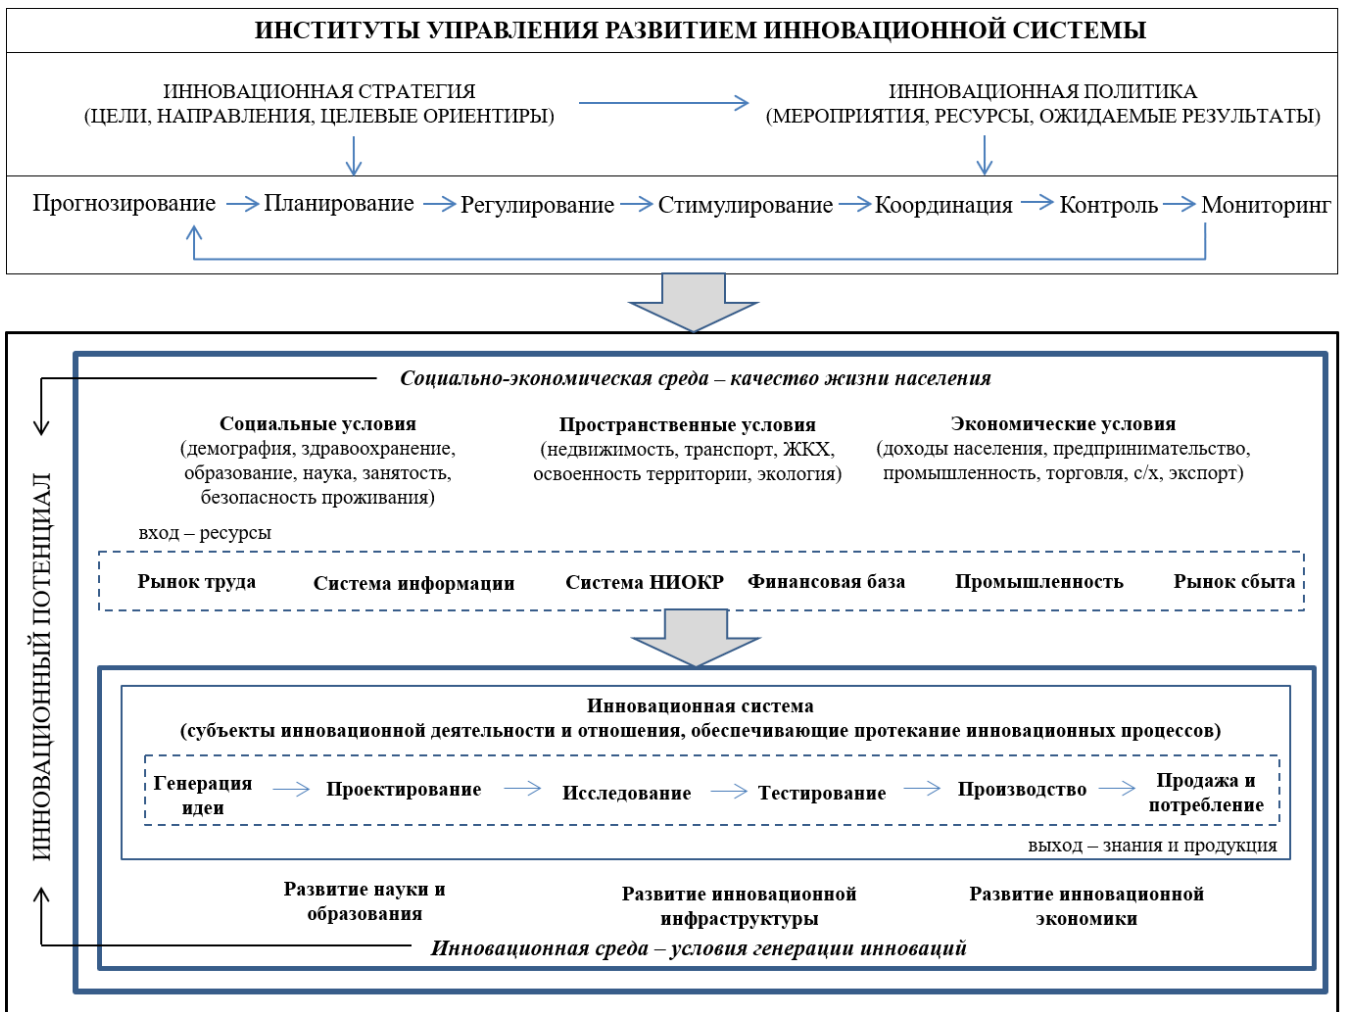 ИНСТИТУТЫ УПРАВЛЕНИЯ РАЗВИТИЕМ ИННОВАЦИОННОЙ СИСТЕМЫ
ИННОВАЦИОННАЯ СТРАТЕГИЯ
(ЦЕЛИ, НАПРАВЛЕНИЯ, ЦЕЛЕВЫЕ ОРИЕНТИРЫ)
ИННОВАЦИОННАЯ ПОЛИТИКА
(МЕРОПРИЯТИЯ, РЕСУРСЫ, ОЖИДАЕМЫЕ РЕЗУЛЬТАТЫ)
Прогнозирование
Планирование
Регулирование
Стимулирование
Координация
Контроль
Мониторинг
ИННОВАЦИОННЫЙ ПОТЕНЦИАЛ
Социально-экономическая среда – качество жизни населения
Социальные условия
(демография, здравоохранение,
образование, наука, занятость,
безопасность проживания)
Пространственные условия
(недвижимость, транспорт, ЖКХ,
освоенность территории, экология)
Экономические условия
(доходы населения, предпринимательство,
промышленность, торговля, с/х, экспорт)
вход – ресурсы
Рынок труда
Система информации
Система НИОКР
Финансовая база
Промышленность
Рынок сбыта
Инновационная система
(субъекты инновационной деятельности и отношения, обеспечивающие протекание инновационных процессов)
Генерация
идеи
Проектирование
Исследование
Тестирование
Производство
Продажа и
потребление
выход – знания и продукция
Развитие науки и
образования
Развитие инновационной
инфраструктуры
Развитие инновационной
экономики
Инновационная среда – условия генерации инноваций